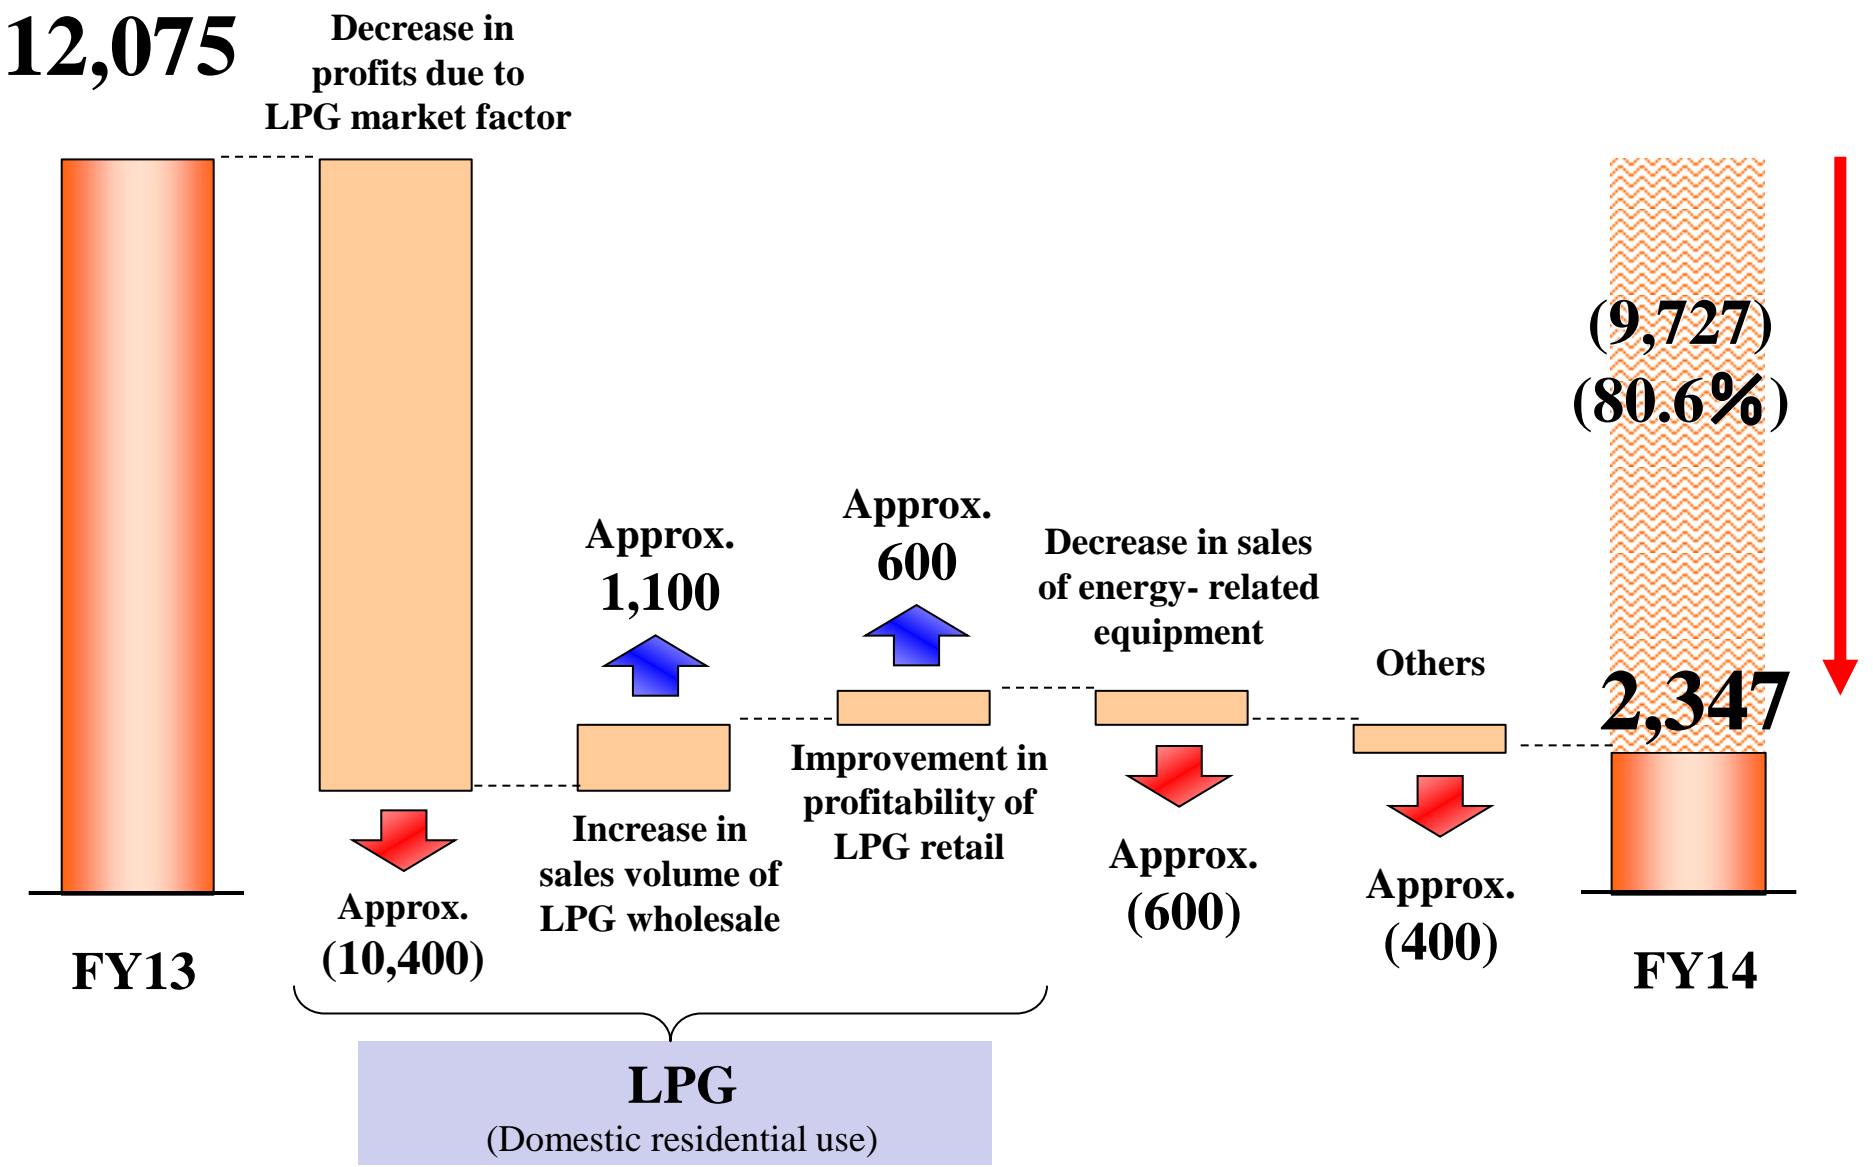 12,075
Decrease in
profits due to
LPG market factor
(9,727)
(80.6%)
Approx.
1,100
Approx.
600
Decrease in sales
of energy- related
equipment
Others
2,347
Improvement in
profitability of
LPG retail
Increase in
sales volume of
LPG wholesale
Approx.
(10,400)
Approx.
(600)
Approx.
(400)
FY13
FY14
LPG
(Domestic residential use)